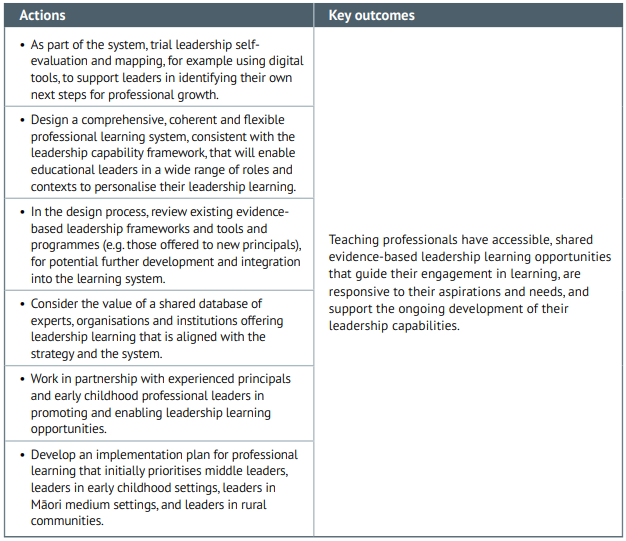 Actions
Key outcomes
• As part of the system, trial leadership self-
evaluation and mapping, for example using digital
tools, to support leaders in identifying their own
next steps for professional growth.
• Design a comprehensive, coherent and flexible
professional learning system, consistent with the
leadership capability framework, that will enable
educational leaders in a wide range of roles and
contexts to personalise their leadership learning.
• In the design process, review existing evidence-
based leadership frameworks and tools and
programmes (e.g. those offered to new principals),
for potential further development and integration
into the learning system.
• Consider the value of a shared database of
experts, organisations and institutions offering
leadership learning that is aligned with the
strategy and the system.
• Work in partnership with experienced principals
and early childhood professional leaders in
promoting and enabling leadership learning
opportunities.
• Develop an implementation plan for professional
learning that initially prioritises middle leaders,
leaders in early childhood settings, leaders in
Māori medium settings, and leaders in rural
communities.
Teaching professionals have accessible, shared
evidence-based leadership learning opportunities
that guide their engagement in learning, are
responsive to their aspirations and needs, and
support the ongoing development of their
leadership capabilities.